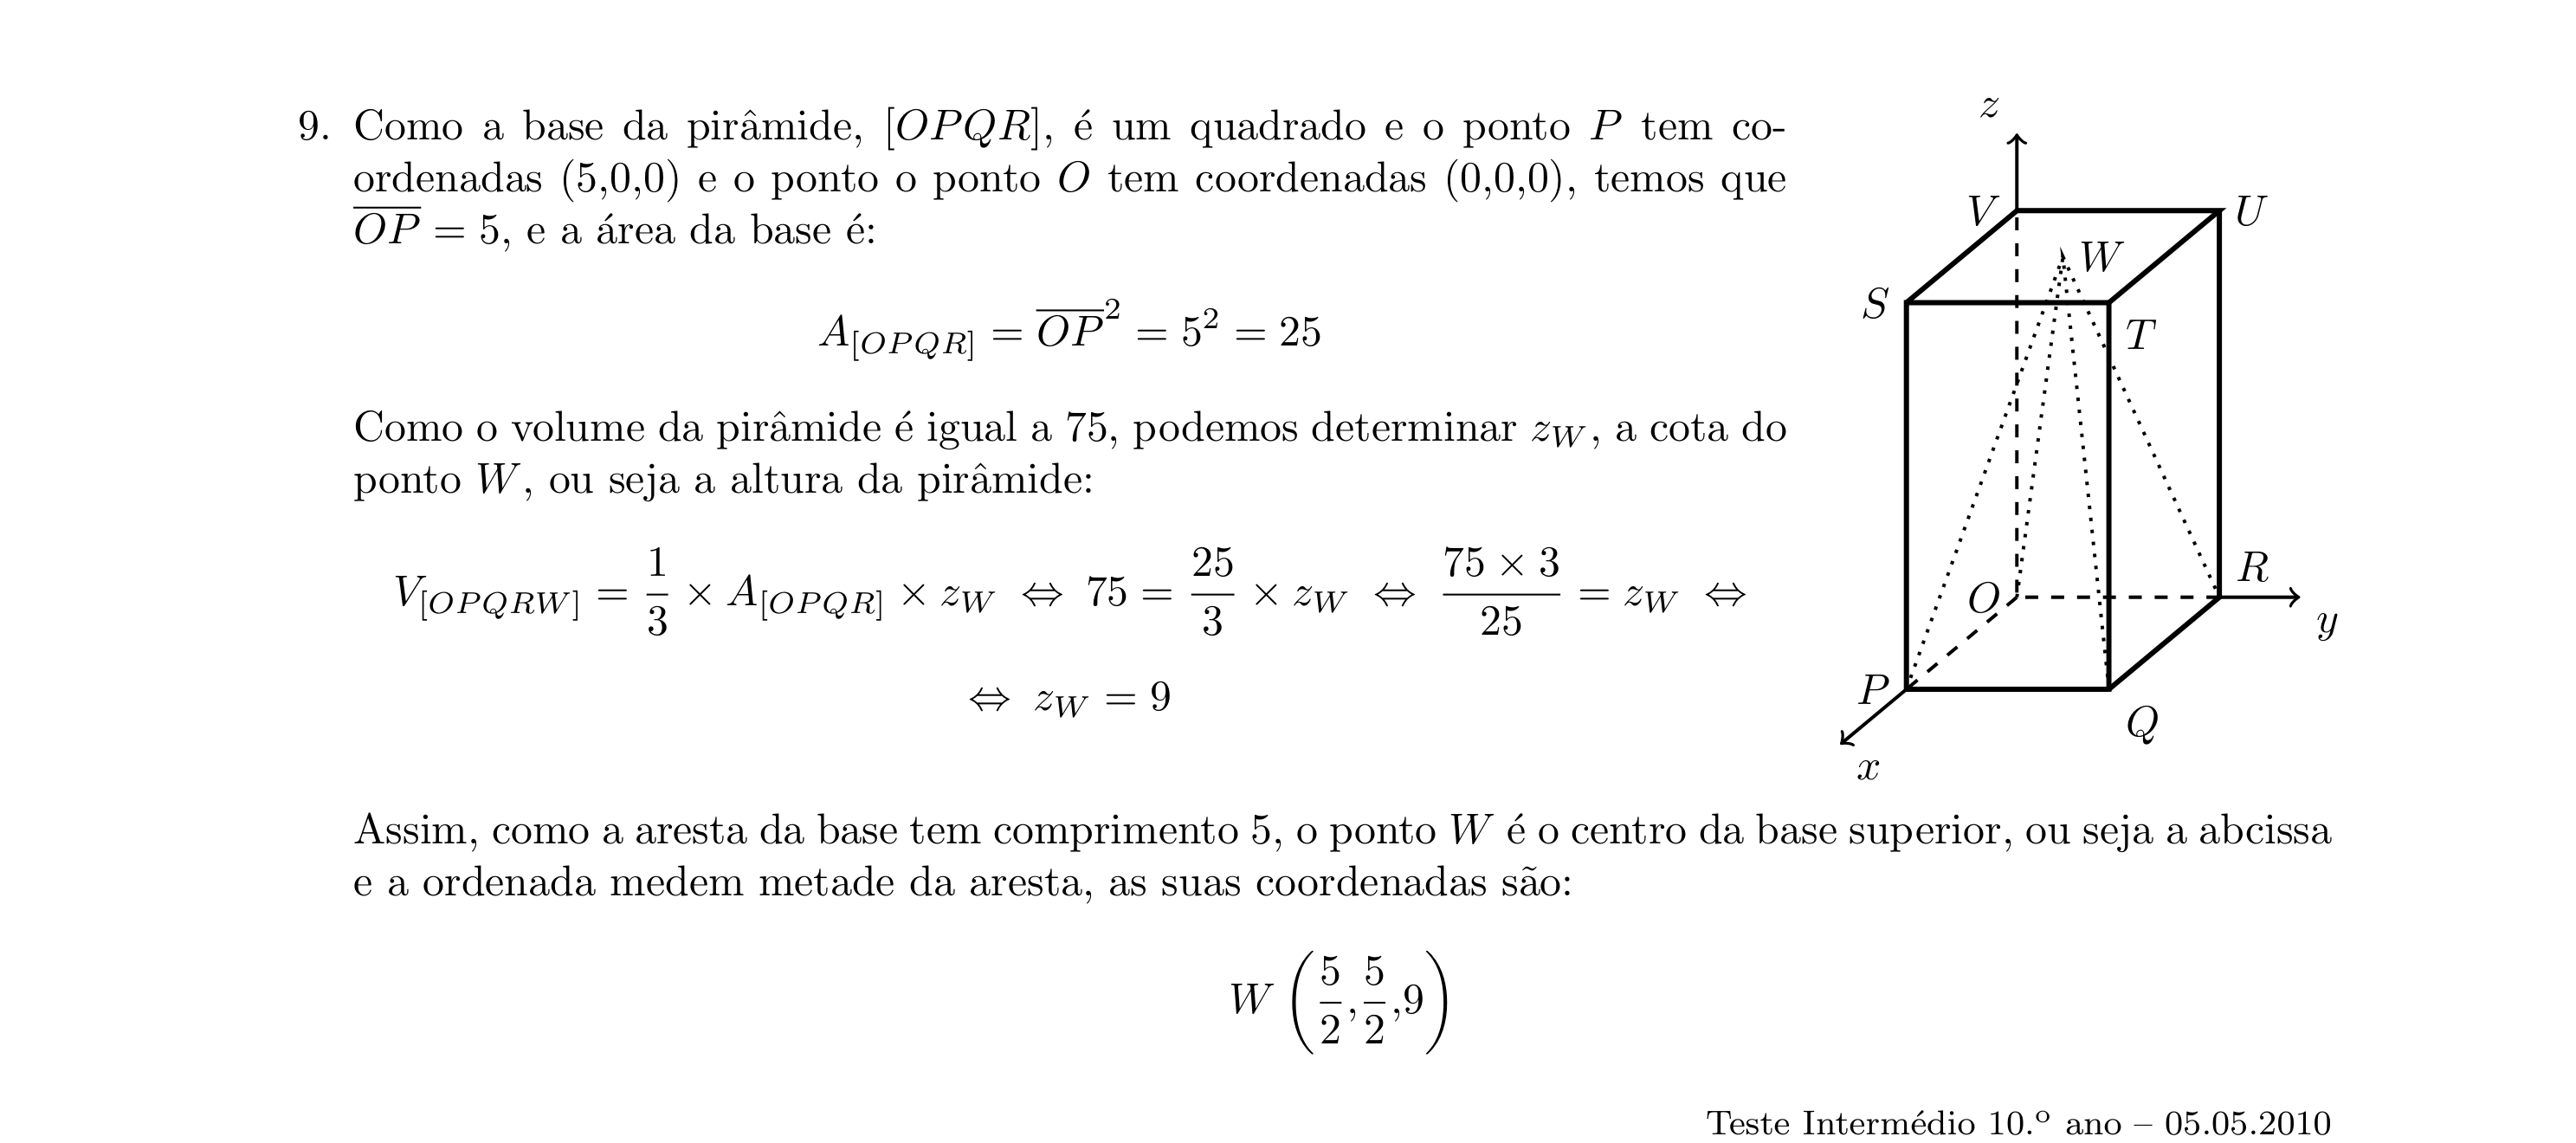 9. Como a base da pirâmide, [OPQR], é um quadrado e o ponto P tem co-
ordenadas (5,0,0) e o ponto o ponto O tem coordenadas (0,0,0), temos que
$\overline{OP}$ = 5, e a área da base é:
$A_{[OPQR]} = \overline{OP}^2 = 5^2 = 25$
Como o volume da pirâmide é igual a 75, podemos determinar $z_W$, a cota do
ponto W, ou seja a altura da pirâmide:
$V_{[OPQRW]} = \frac{1}{3} \times A_{[OPQR]} \times z_W \Leftrightarrow 75 = \frac{25}{3} \times z_W \Leftrightarrow \frac{75 \times 3}{25} = z_W \Leftrightarrow$
$\Leftrightarrow z_W = 9$
z
V
U
W
S
T
O
R
y
P
Q
x
Assim, como a aresta da base tem comprimento 5, o ponto W é o centro da base superior, ou seja a abcissa
e a ordenada medem metade da aresta, as suas coordenadas são:
$W \left( \frac{5}{2}, \frac{5}{2}, 9 \right)$
Teste Intermédio 10.º ano – 05.05.2010